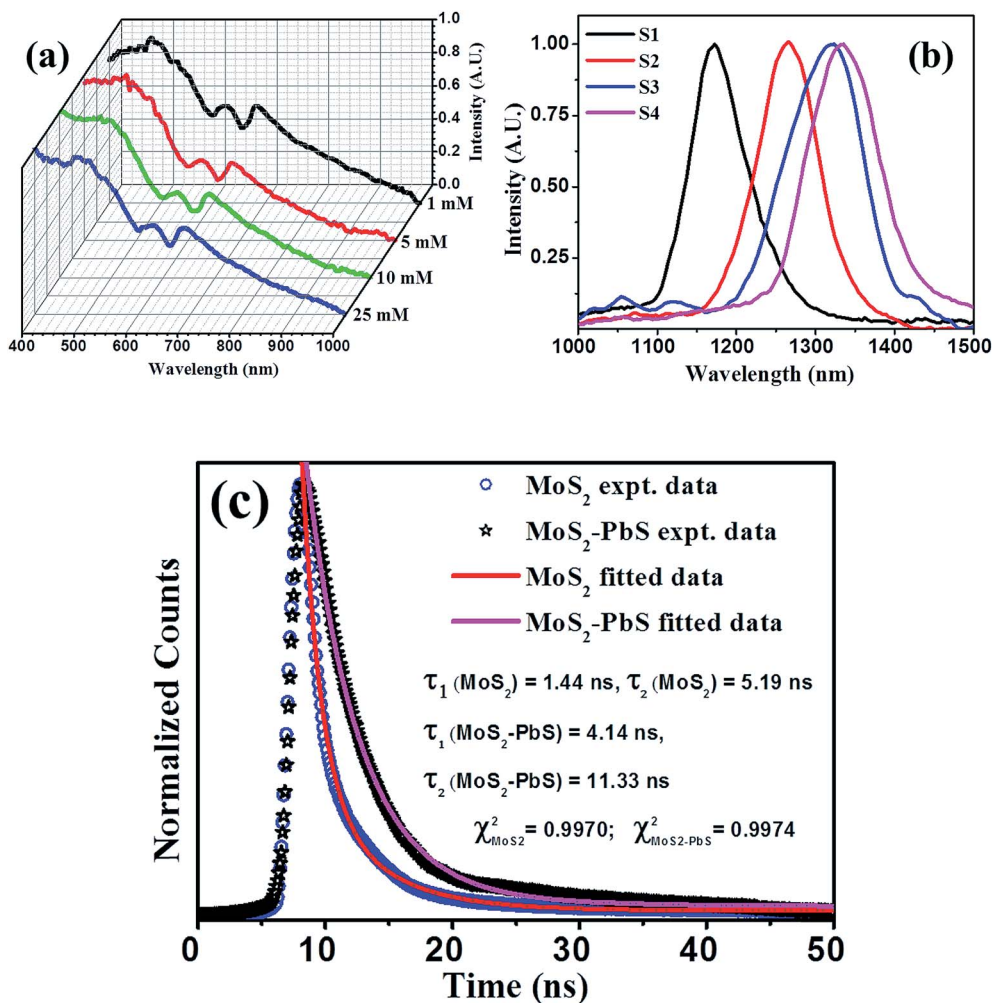 (a)
1.0
0.8
0.6
0.4
0.2
0.0
Intensity (A.U.)
1 mM
5 mM
10 mM
25 mM
400 500 600 700 800 900 1000
Wavelength (nm)
(b)
S1
S2
S3
S4
1.00
0.75
0.50
0.25
Intensity (A.U.)
1000 1100 1200 1300 1400 1500
Wavelength (nm)
(c)
MoS₂ expt. data
MoS₂-PbS expt. data
MoS₂ fitted data
MoS₂-PbS fitted data
τ₁ (MoS₂) = 1.44 ns, τ₂ (MoS₂) = 5.19 ns
τ₁ (MoS₂-PbS) = 4.14 ns,
τ₂ (MoS₂-PbS) = 11.33 ns
χ²MoS2 = 0.9970; χ²MoS2-PbS = 0.9974
Normalized Counts
0 10 20 30 40 50
Time (ns)